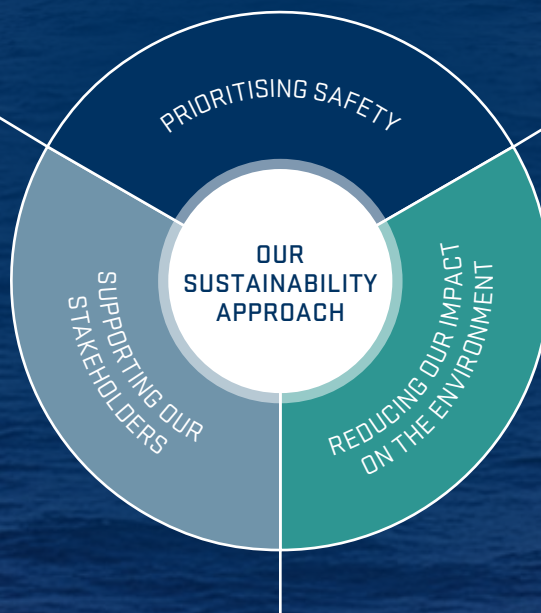 PRIORITISING SAFETY
OUR
SUSTAINABILITY
APPROACH
SUPPORTING OUR
STAKEHOLDERS
REDUCING OUR IMPACT
ON THE ENVIRONMENT